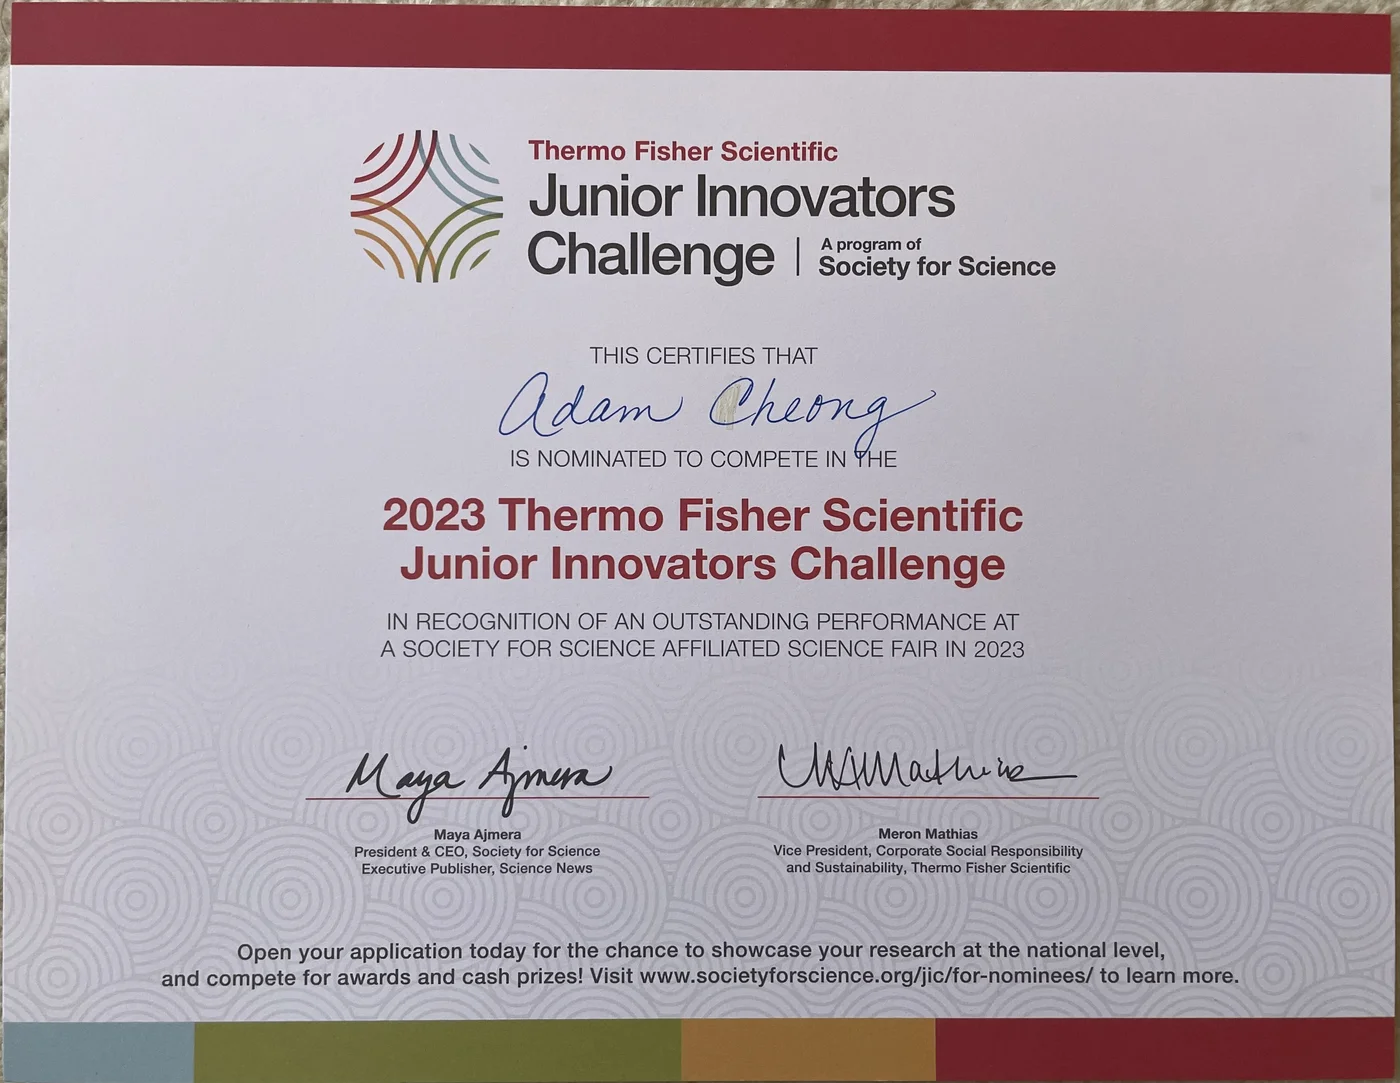 Thermo Fisher Scientific
Junior Innovators
Challenge
A program of
Society for Science
THIS CERTIFIES THAT
Adam Cheong
IS NOMINATED TO COMPETE IN THE
2023 Thermo Fisher Scientific
Junior Innovators Challenge
IN RECOGNITION OF AN OUTSTANDING PERFORMANCE AT
A SOCIETY FOR SCIENCE AFFILIATED SCIENCE FAIR IN 2023
Maya Ajmera
Maya Ajmera
President & CEO, Society for Science
Executive Publisher, Science News
Meron Mathias
Vice President, Corporate Social Responsibility
and Sustainability, Thermo Fisher Scientific
Open your application today for the chance to showcase your research at the national level,
and compete for awards and cash prizes! Visit www.societyforscience.org/jic/for-nominees/ to learn more.